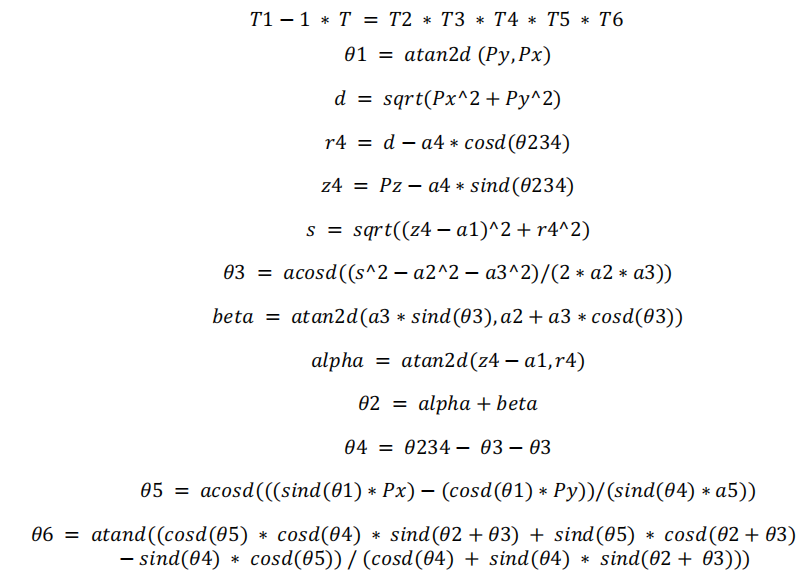 T1 − 1 * T = T2 * T3 * T4 * T5 * T6
θ1 = atan2d (Py, Px)
d = sqrt(Px^2 + Py^2)
r4 = d − a4 * cosd(θ234)
z4 = Pz − a4 * sind(θ234)
s = sqrt((z4 − a1)^2 + r4^2)
θ3 = acosd((s^2 − a2^2 − a3^2)/(2 * a2 * a3))
beta = atan2d(a3 * sind(θ3), a2 + a3 * cosd(θ3))
alpha = atan2d(z4 − a1, r4)
θ2 = alpha + beta
θ4 = θ234 − θ3 − θ3
θ5 = acosd(((sind(θ1) * Px) − (cosd(θ1) * Py))/(sind(θ4) * a5))
θ6 = atand((cosd(θ5) * cosd(θ4) * sind(θ2 + θ3) + sind(θ5) * cosd(θ2 + θ3)
− sind(θ4) * cosd(θ5)) / (cosd(θ4) + sind(θ4) * sind(θ2 + θ3)))